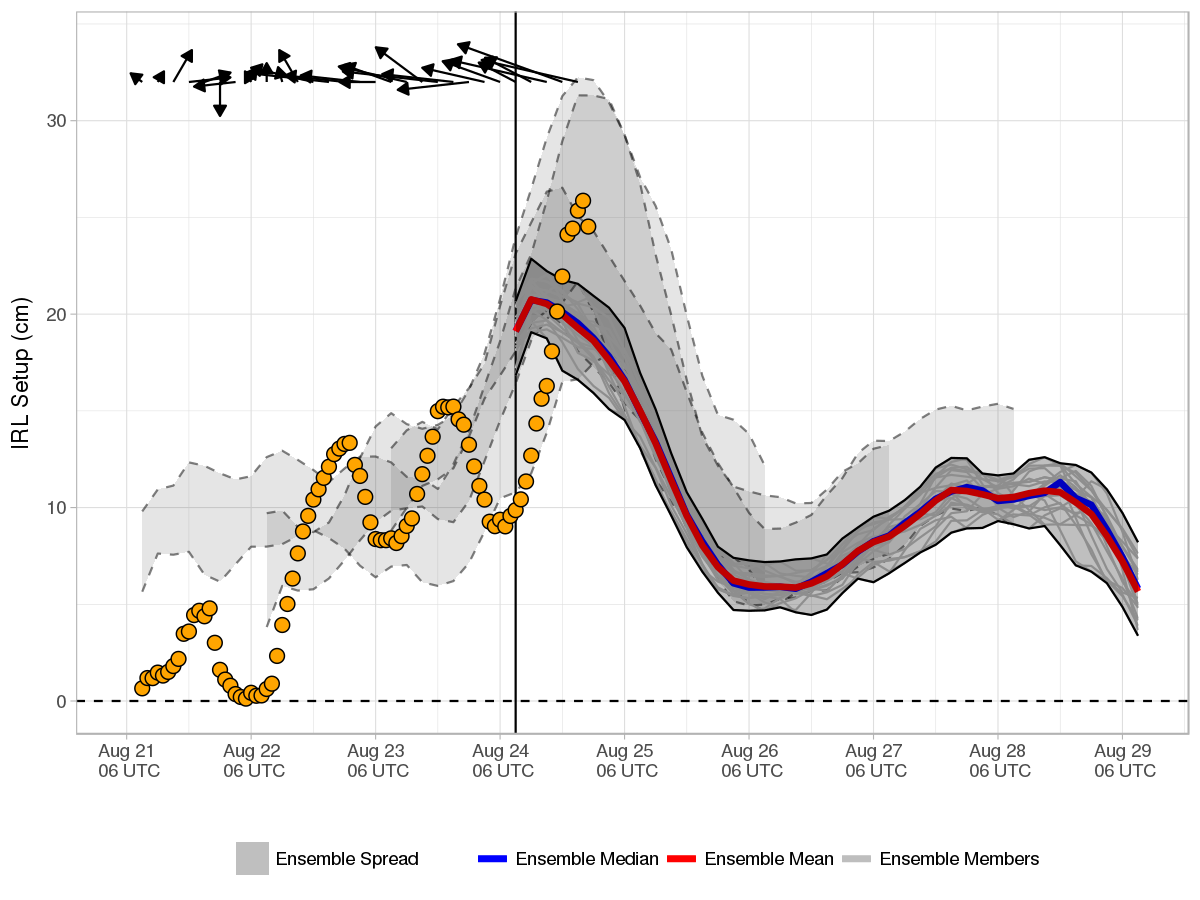 IRL Setup (cm)
30
20
10
0
Aug 21 Aug 22 Aug 23 Aug 24 Aug 25 Aug 26 Aug 27 Aug 28 Aug 29
06 UTC 06 UTC 06 UTC 06 UTC 06 UTC 06 UTC 06 UTC 06 UTC 06 UTC
Ensemble Spread Ensemble Median Ensemble Mean Ensemble Members